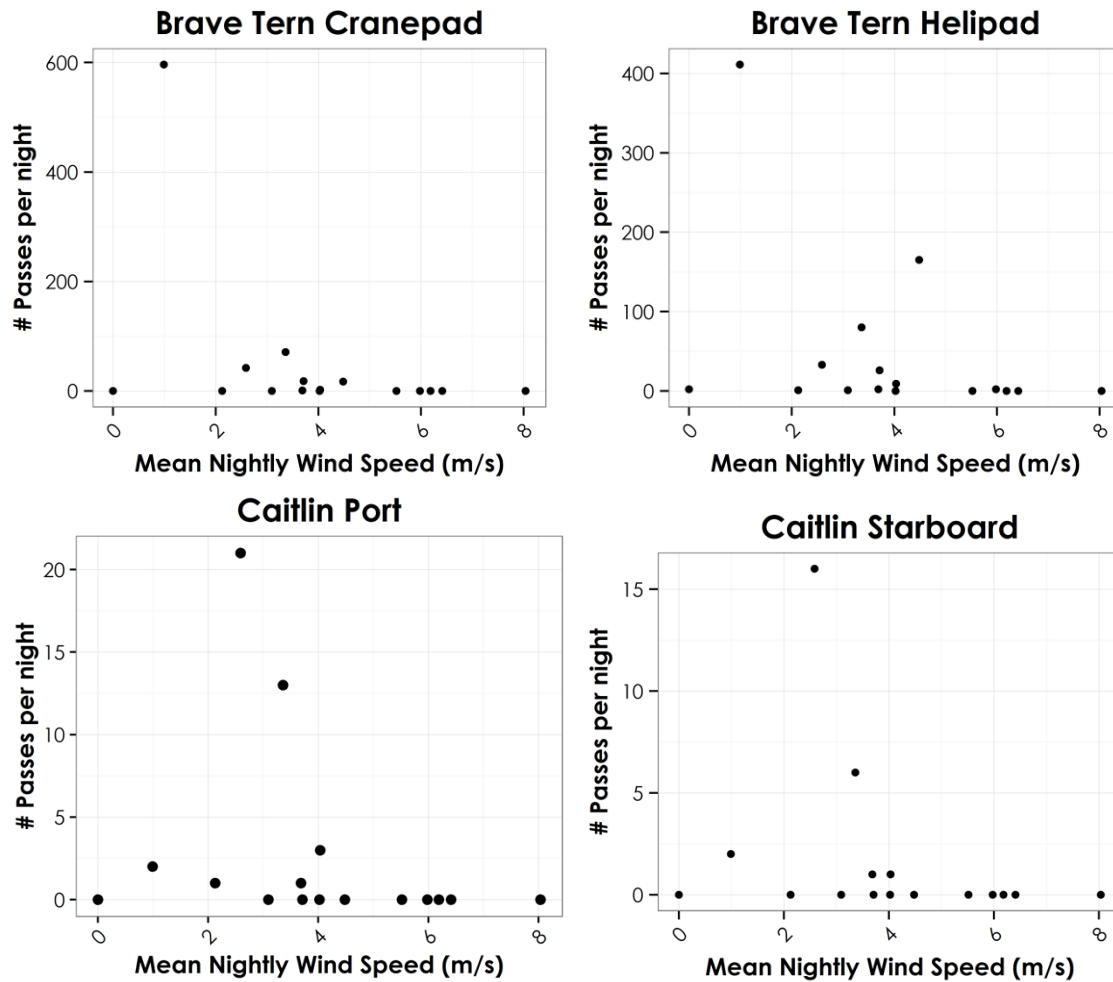 Brave Tern Cranepad
600
400
200
0
# Passes per night
0 2 4 6 8
Mean Nightly Wind Speed (m/s)
Brave Tern Helipad
400
300
200
100
0
# Passes per night
0 2 4 6 8
Mean Nightly Wind Speed (m/s)
Caitlin Port
20
15
10
5
0
# Passes per night
0 2 4 6 8
Mean Nightly Wind Speed (m/s)
Caitlin Starboard
15
10
5
0
# Passes per night
0 2 4 6 8
Mean Nightly Wind Speed (m/s)